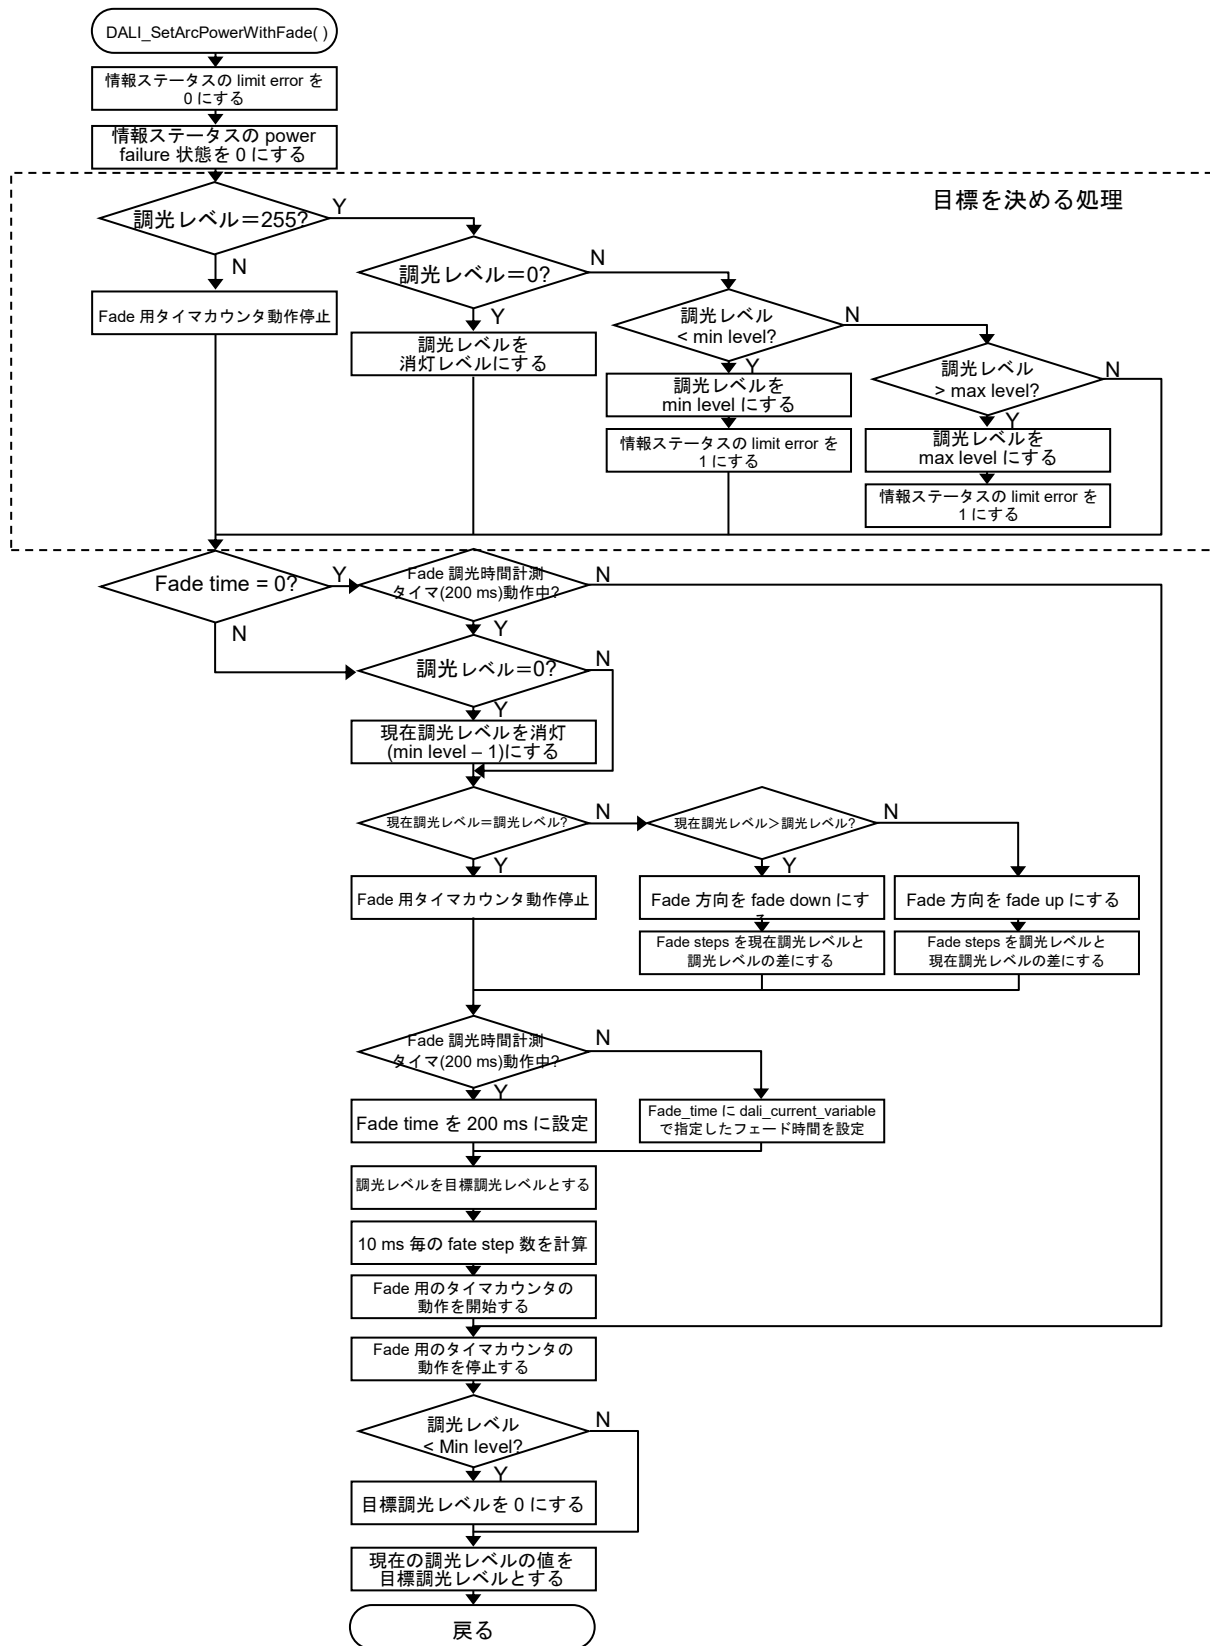 DALI_SetArcPowerWithFade( )
情報ステータスの limit error を
0 にする
情報ステータスの power
failure 状態を 0 にする
目標を決める処理
調光レベル＝255?
Y
N
Fade 用タイマカウンタ動作停止
調光レベル＝0?
N
Y
調光レベルを
消灯レベルにする
調光レベル
< min level?
N
Y
調光レベルを
min level にする
情報ステータスの limit error を
1 にする
調光レベル
> max level?
N
Y
調光レベルを
max level にする
情報ステータスの limit error を
1 にする
Fade time = 0?
Y
N
Fade 調光時間計測
タイマ(200 ms)動作中?
N
Y
調光レベル＝0?
N
Y
現在調光レベルを消灯
(min level – 1)にする
現在調光レベル＝調光レベル?
N
Y
現在調光レベル＞調光レベル?
N
Y
Fade 用タイマカウンタ動作停止
Fade 方向を fade down にす
Fade steps を現在調光レベルと
調光レベルの差にする
Fade 方向を fade up にする
Fade steps を調光レベルと
現在調光レベルの差にする
Fade 調光時間計測
タイマ(200 ms)動作中?
N
Y
Fade time を 200 ms に設定
Fade_time に dali_current_variable
で指定したフェード時間を設定
調光レベルを目標調光レベルとする
10 ms 毎の fate step 数を計算
Fade 用のタイマカウンタの
動作を開始する
Fade 用のタイマカウンタの
動作を停止する
調光レベル
< Min level?
N
Y
目標調光レベルを 0 にする
現在の調光レベルの値を
目標調光レベルとする
戻る